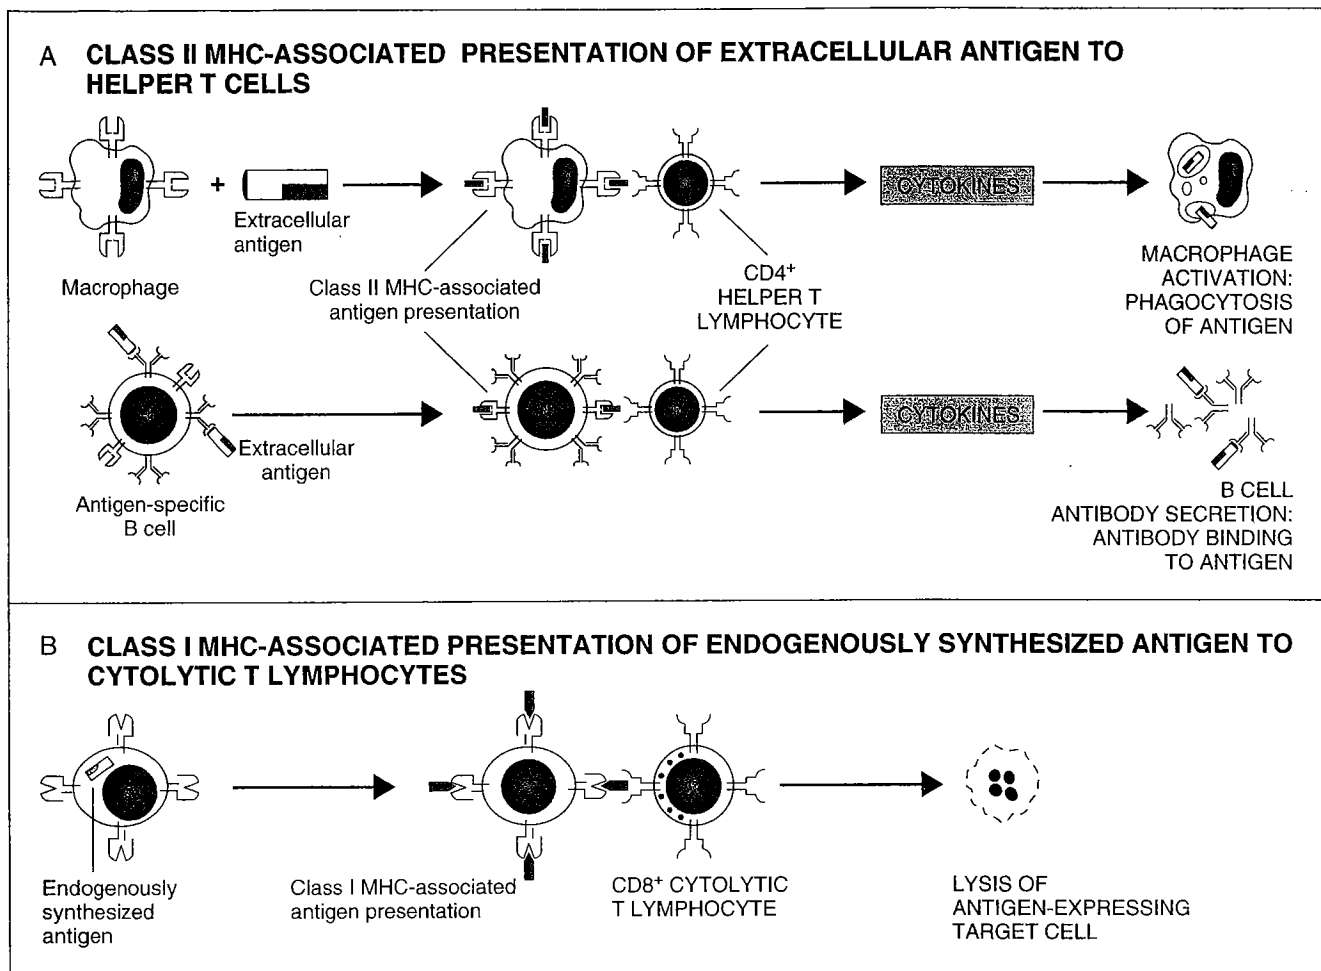 A CLASS II MHC-ASSOCIATED PRESENTATION OF EXTRACELLULAR ANTIGEN TO
HELPER T CELLS
+
Extracellular
antigen
Macrophage
Class II MHC-associated
antigen presentation
CD4⁺
HELPER T
LYMPHOCYTE
CYTOKINES
MACROPHAGE
ACTIVATION:
PHAGOCYTOSIS
OF ANTIGEN
Extracellular
antigen
Antigen-specific
B cell
CYTOKINES
B CELL
ANTIBODY SECRETION:
ANTIBODY BINDING
TO ANTIGEN
B CLASS I MHC-ASSOCIATED PRESENTATION OF ENDOGENOUSLY SYNTHESIZED ANTIGEN TO
CYTOLYTIC T LYMPHOCYTES
Endogenously
synthesized
antigen
Class I MHC-associated
antigen presentation
CD8⁺ CYTOLYTIC
T LYMPHOCYTE
LYSIS OF
ANTIGEN-EXPRESSING
TARGET CELL